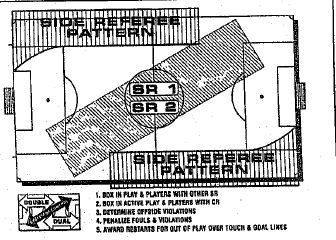 SIDE REFEREE
PATTERN
SR 1
SR 2
SIDE REFEREE
PATTERN
DOUBLE
DUAL
1. BOX IN PLAY & PLAYERS WITH OTHER SR
2. BOX IN ACTIVE PLAY & PLAYERS WITH CR
3. DETERMINE OFFSIDE VIOLATIONS
4. PENALIZE FOULS & VIOLATIONS
5. AWARD RESTARTS FOR OUT OF PLAY OVER TOUCH & GOAL LINES